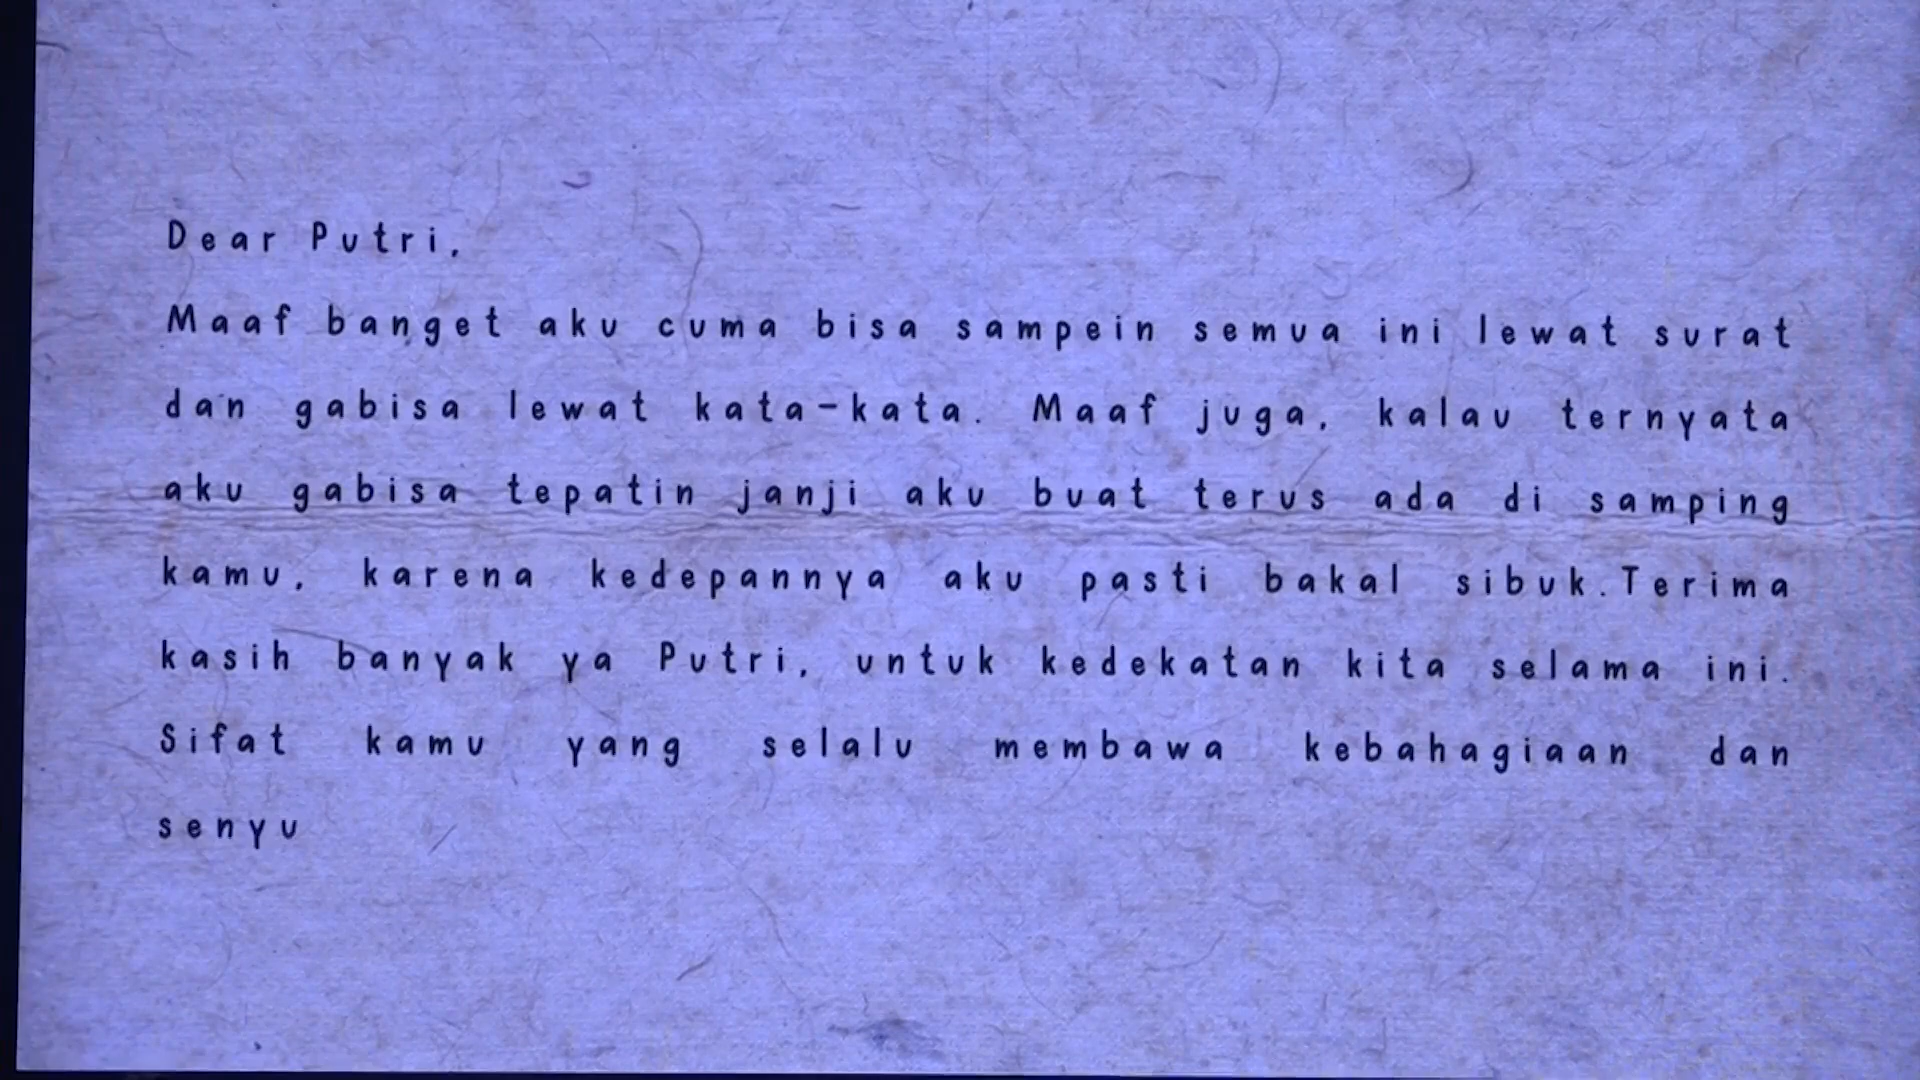 Dear Putri,
Maaf banget aku cuma bisa sampein semua ini lewat surat
dan gabisa lewat kata-kata. Maaf juga, kalau ternyata
aku gabisa tepatin janji aku buat terus ada di samping
kamu, karena kedepannya aku pasti bakal sibuk.Terima
kasih banyak ya Putri, untuk kedekatan kita selama ini.
Sifat kamu yang selalu membawa kebahagiaan dan
senyu